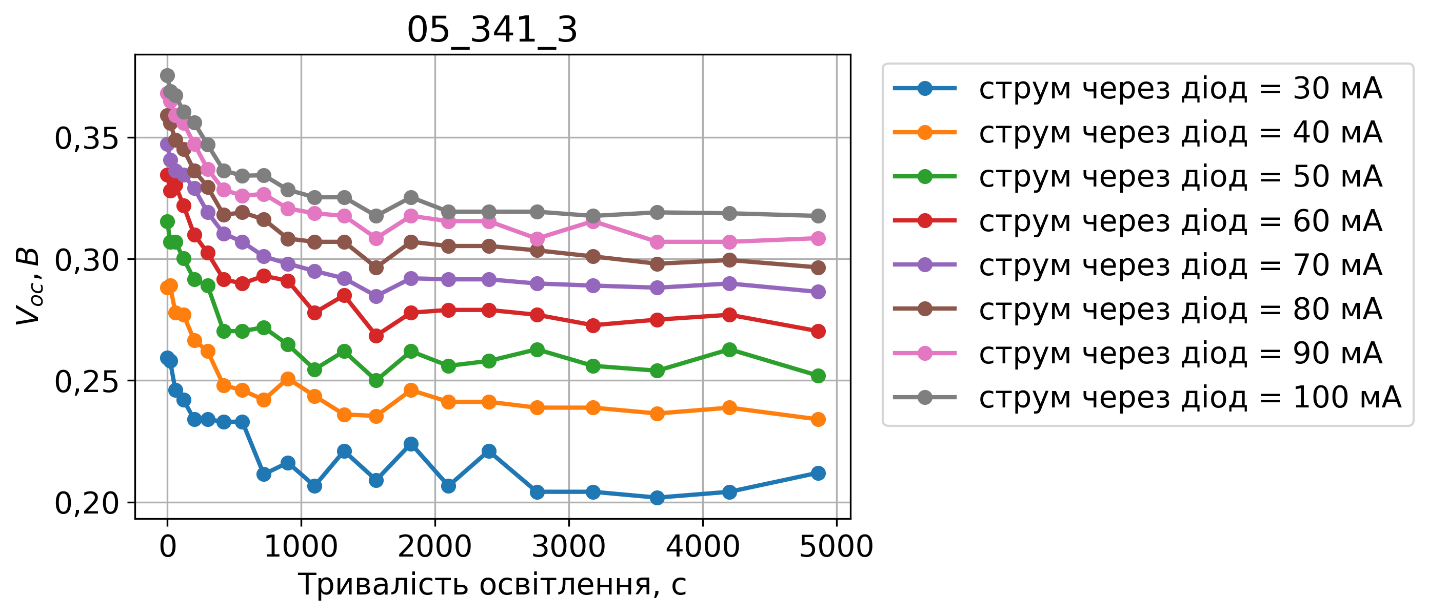 05_341_3
0,35
0,30
0,25
0,20
V_oc, В
0
1000
2000
3000
4000
5000
Тривалість освітлення, с
струм через діод = 30 мА
струм через діод = 40 мА
струм через діод = 50 мА
струм через діод = 60 мА
струм через діод = 70 мА
струм через діод = 80 мА
струм через діод = 90 мА
струм через діод = 100 мА